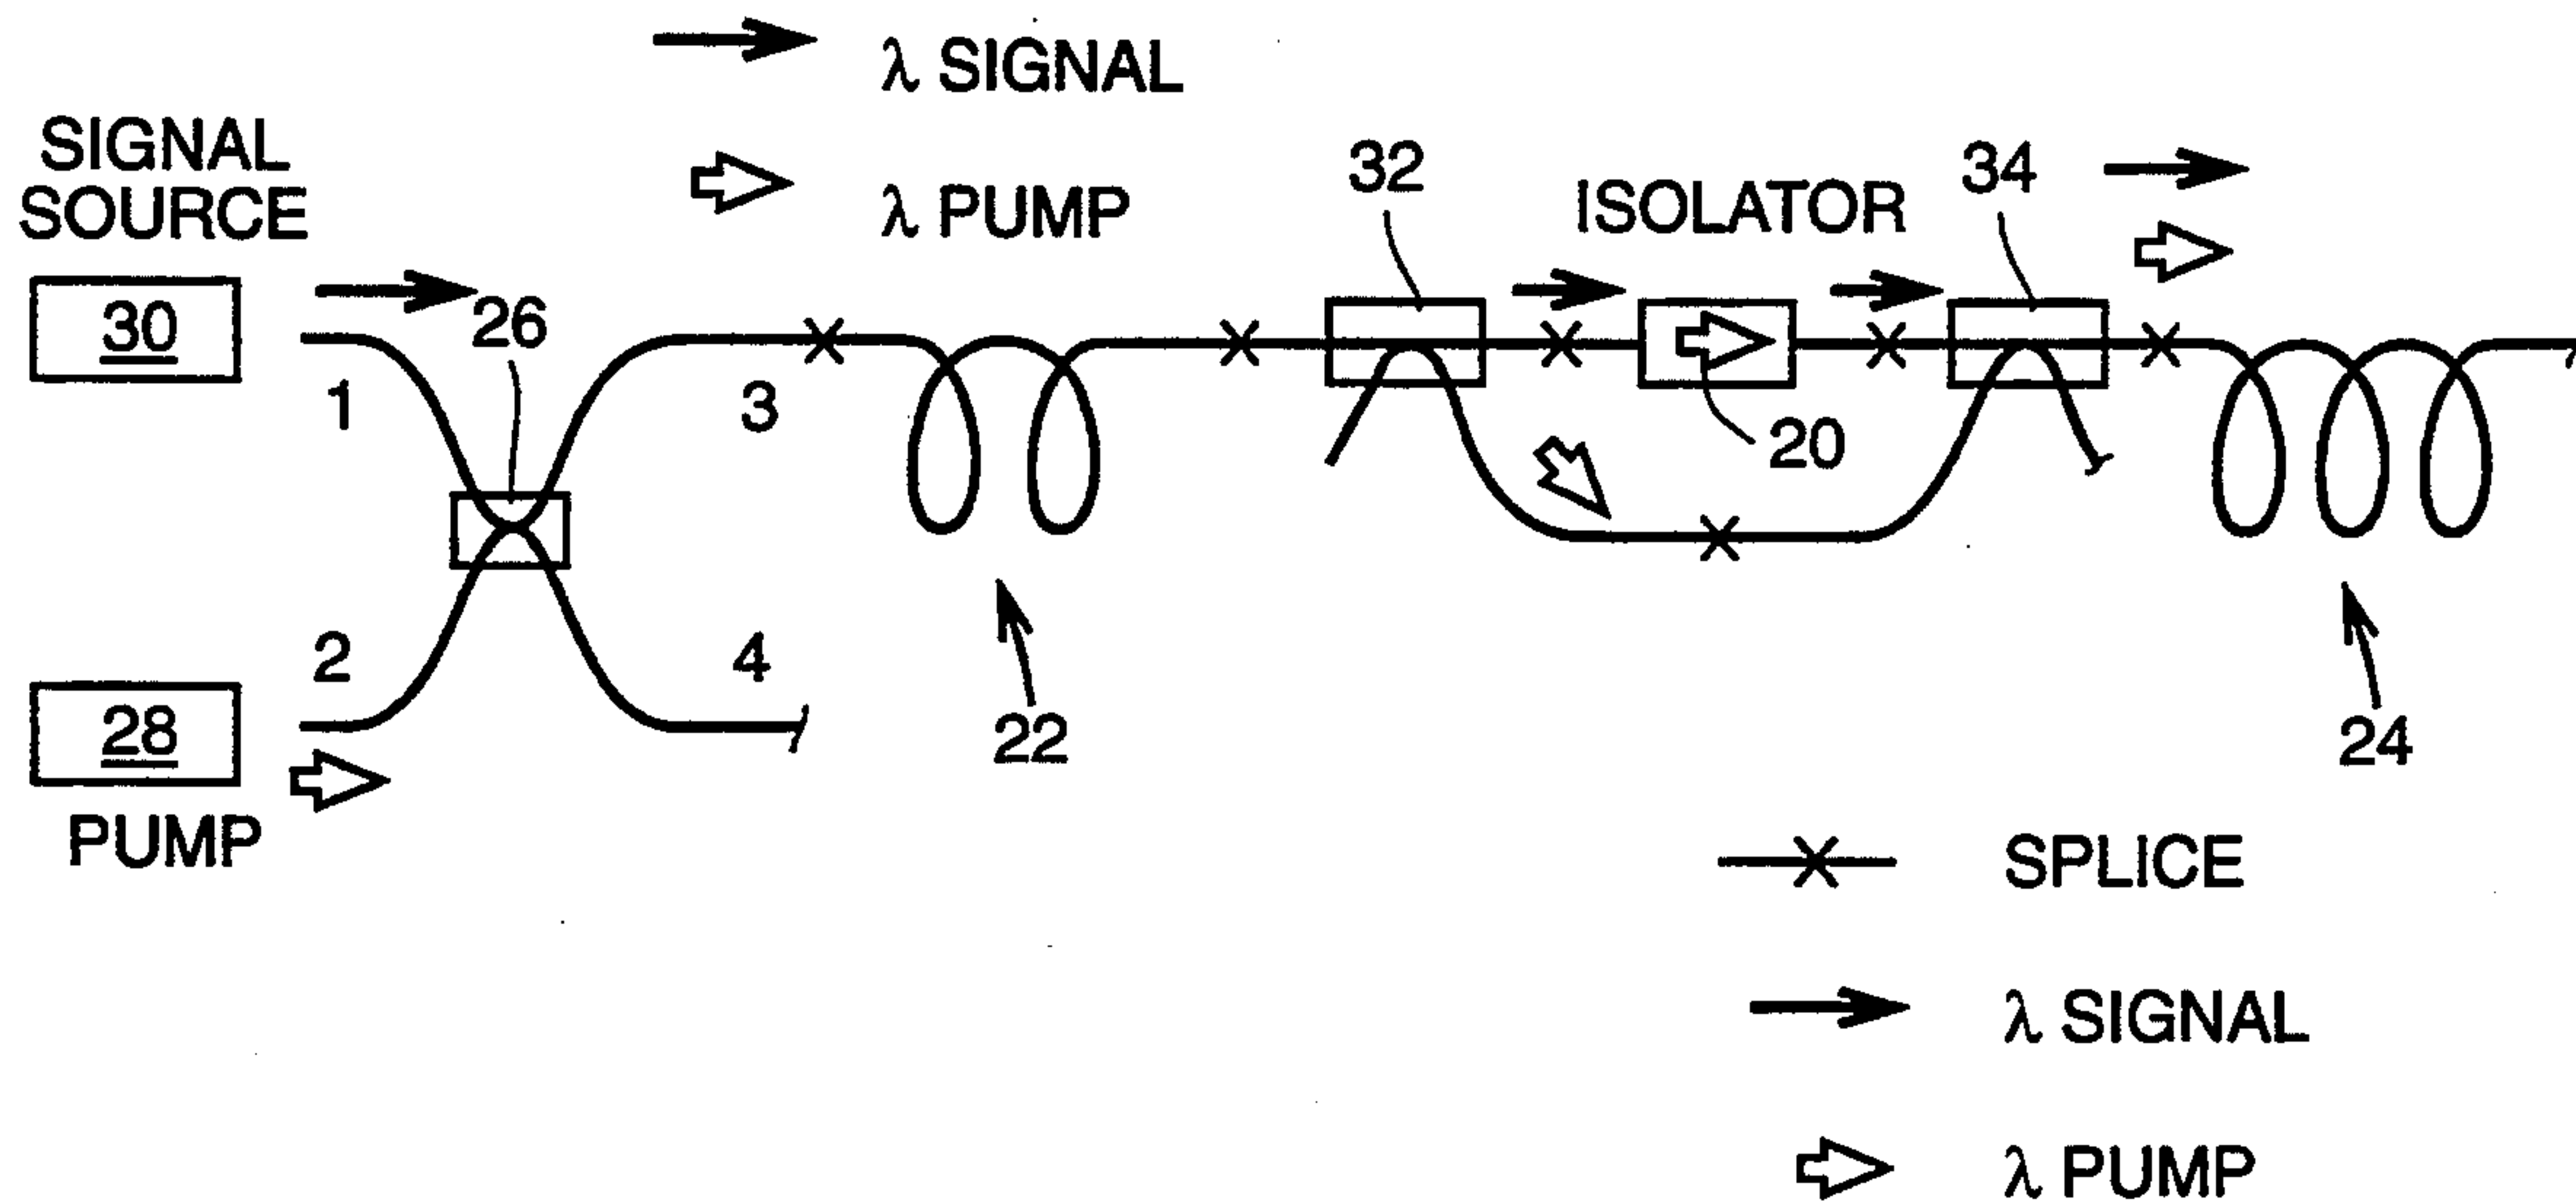 λ SIGNAL
λ PUMP
SIGNAL
SOURCE
30
26
1
3
2
4
28
PUMP
22
32
ISOLATOR
34
20
24
SPLICE
λ SIGNAL
λ PUMP